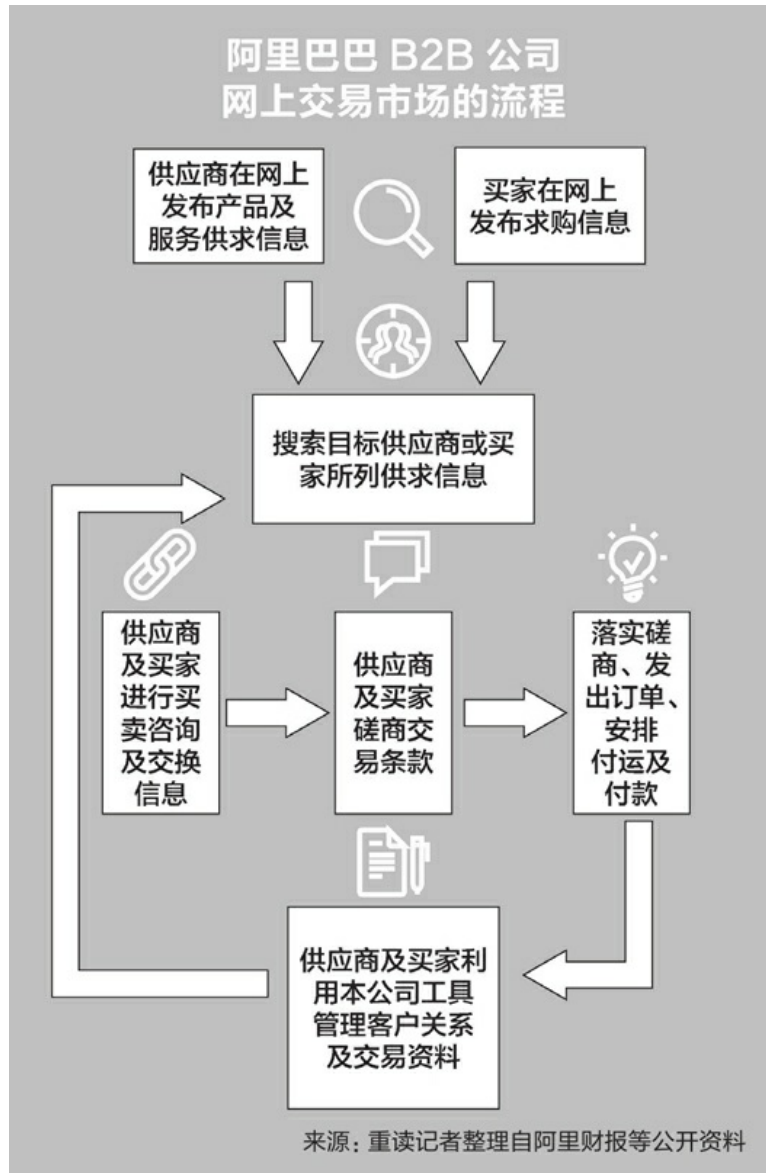 阿里巴巴 B2B 公司
网上交易市场的流程
供应商在网上
发布产品及
服务供求信息
买家在网上
发布求购信息
搜索目标供应商或买
家所列供求信息
供应商
及买家
进行买
卖咨询
及交换
信息
供应商
及买家
磋商交
易条款
落实磋
商、发
出订单、
安排
付运及
付款
供应商及买家利
用本公司工具
管理客户关系
及交易资料
来源：重读记者整理自阿里财报等公开资料